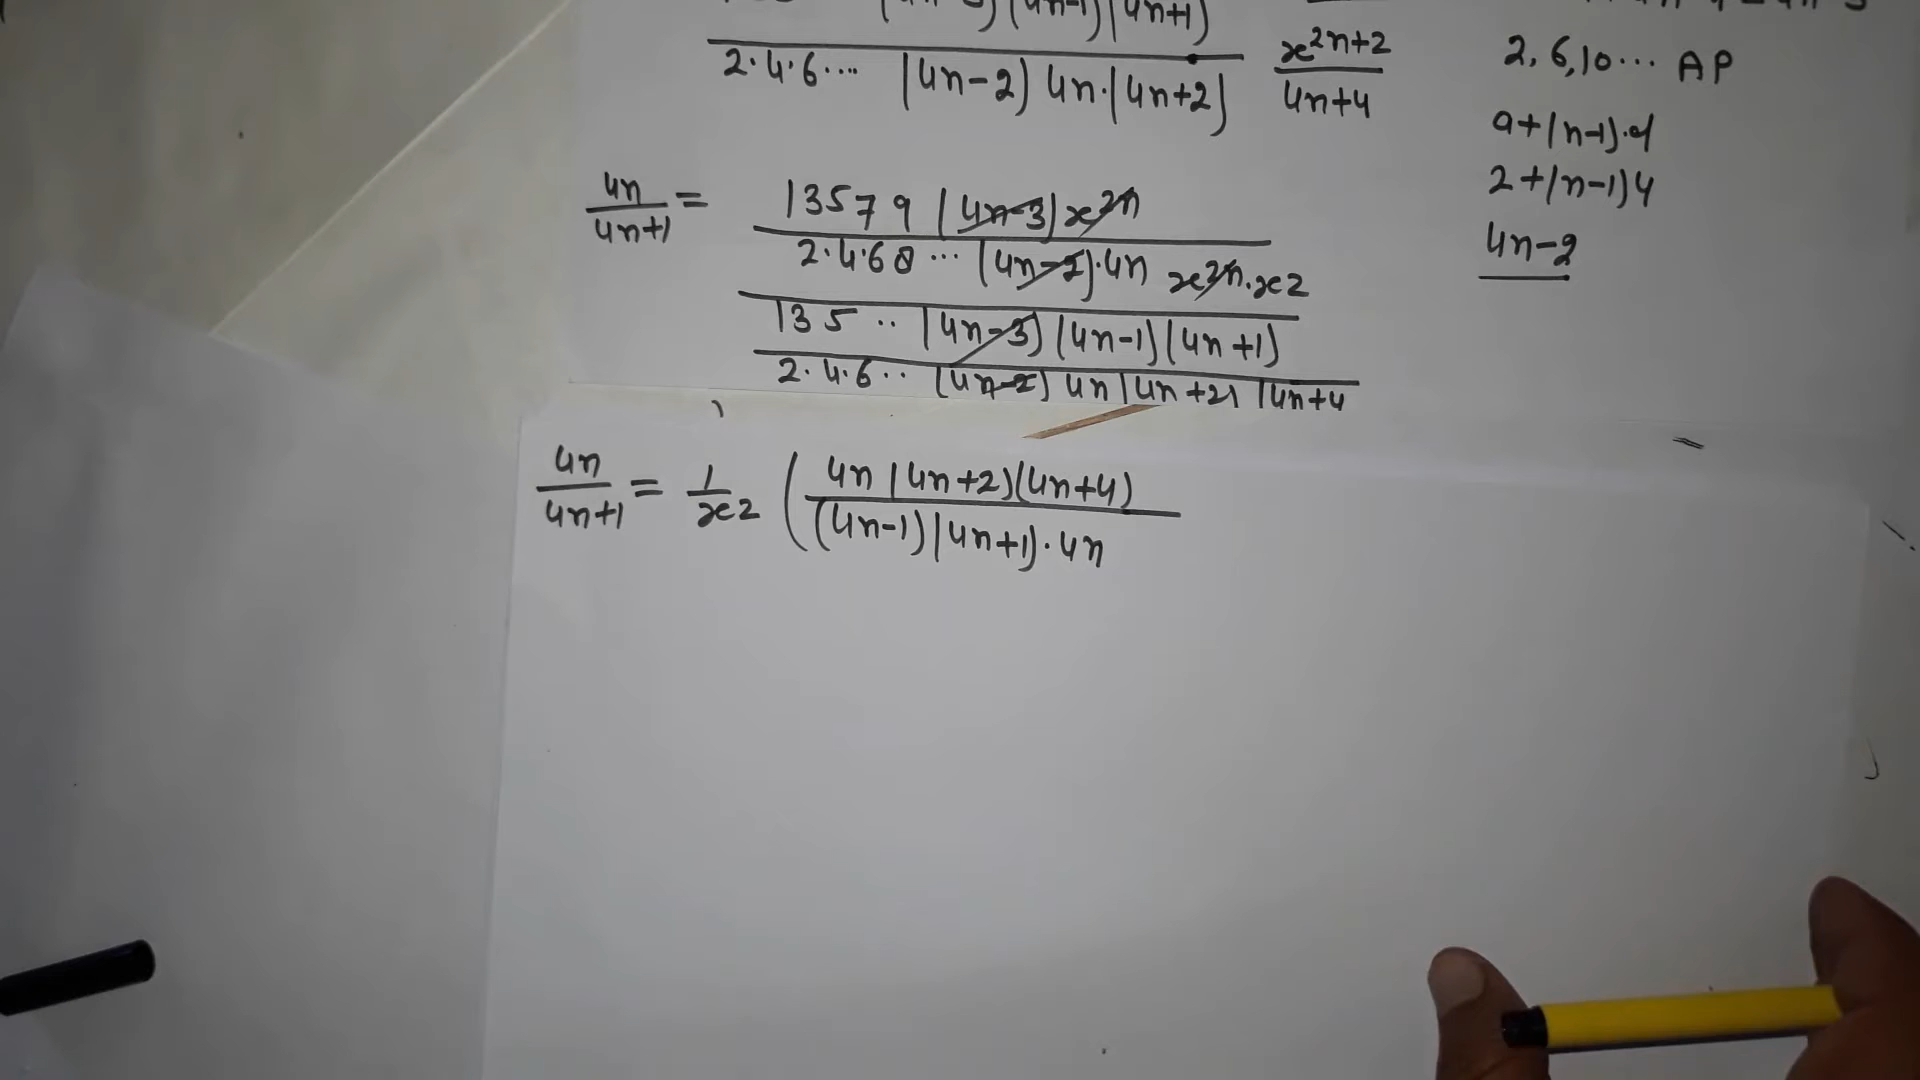 (4n-1)(4n+1)
2.4.6.... (4n-2) 4n.(4n+2)
x^2n+2
4n+4
2, 6, 10... AP
a+(n-1).d
2+(n-1)4
4n-2
4n
4n+1
=
1 3 5 7 9 (4n-3) x^2n
2.4.6 8 ... (4n-2).4n x^2n.x2
1 3 5 .. (4n-3) (4n-1)(4n+1)
2.4.6.. (4n-2) 4n (4n+2) (4n+4
4n
4n+1
=
1
x2
( 4n (4n+2)(4n+4)
(4n-1)(4n+1).4n